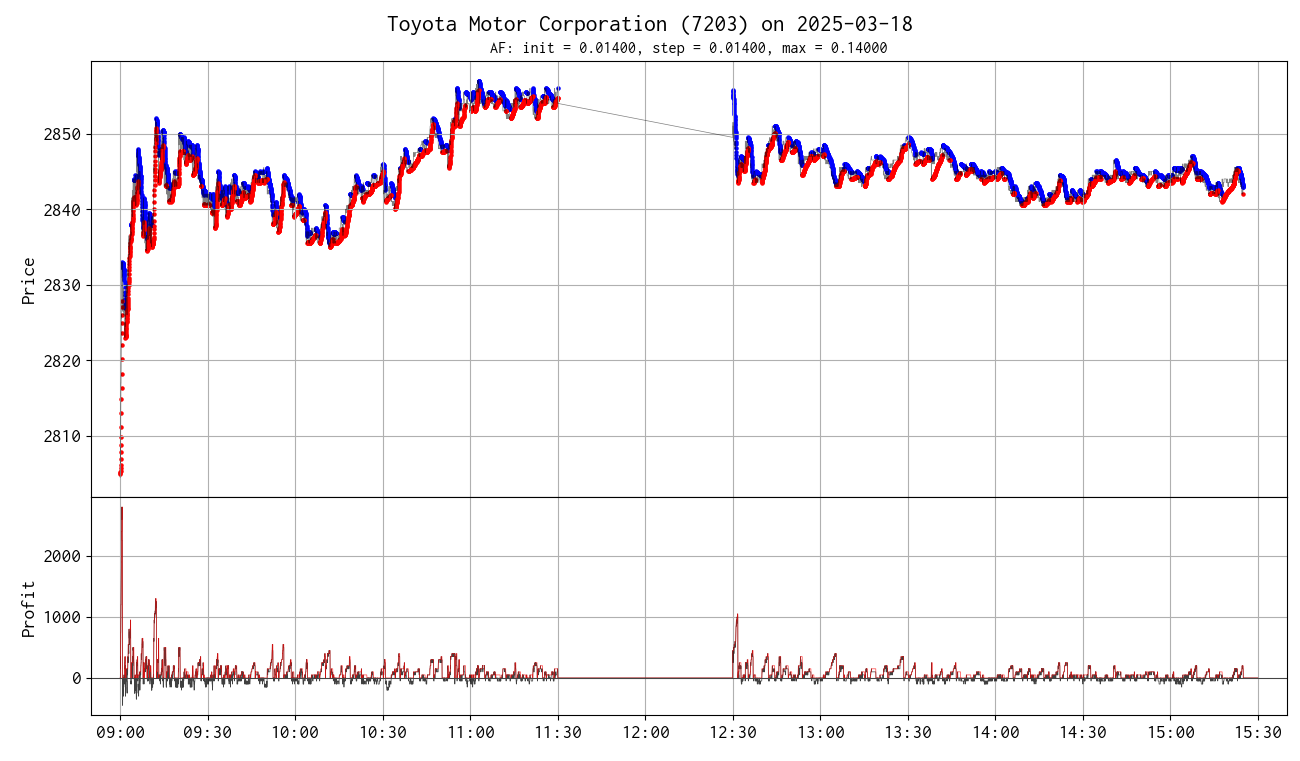 Toyota Motor Corporation (7203) on 2025-03-18
AF: init = 0.01400, step = 0.01400, max = 0.14000
Price
2850
2840
2830
2820
2810
Profit
2000
1000
0
09:00 09:30 10:00 10:30 11:00 11:30 12:00 12:30 13:00 13:30 14:00 14:30 15:00 15:30